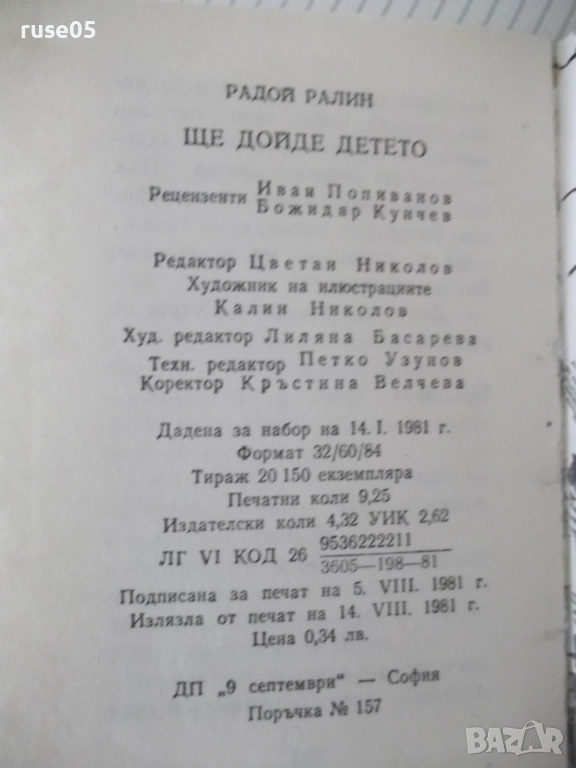 ruse05
РАДОЙ РАЛИН
ЩЕ ДОЙДЕ ДЕТЕТО
Рецензенти Иван Попиванов
Божидар Кунчев
Редактор Цветан Николов
Художник на илюстрациите
Калин Николов
Худ. редактор Лиляна Басарева
Техн. редактор Петко Узунов
Коректор Кръстина Велчева
Дадена за набор на 14. I. 1981 г.
Формат 32/60/84
Тираж 20 150 екземпляра
Печатни коли 9,25
Издателски коли 4,32 УИК 2,62
ЛГ VI КОД 26 9536222211
3605—198—81
Подписана за печат на 5. VIII. 1981 г.
Излязла от печат на 14. VIII. 1981 г.
Цена 0,34 лв.
ДП „9 септември“ — София
Поръчка № 157
BAZAR